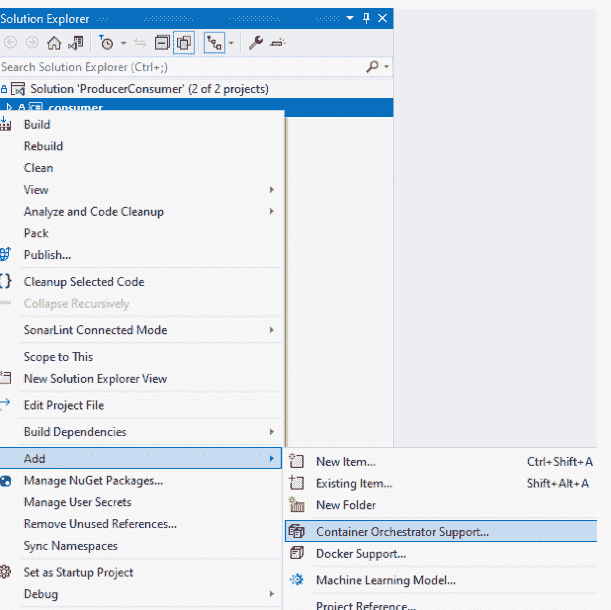 Solution Explorer
Search Solution Explorer (Ctrl+;)
Solution 'ProducerConsumer' (2 of 2 projects)
consumer
Build
Rebuild
Clean
View
Analyze and Code Cleanup
Pack
Publish...
Cleanup Selected Code
Collapse Recursively
SonarLint Connected Mode
Scope to This
New Solution Explorer View
Edit Project File
Build Dependencies
Add
Manage NuGet Packages...
Manage User Secrets
Remove Unused References...
Sync Namespaces
Set as Startup Project
Debug
New Item... Ctrl+Shift+A
Existing Item... Shift+Alt+A
New Folder
Container Orchestrator Support...
Docker Support...
Machine Learning Model...
Project Reference...